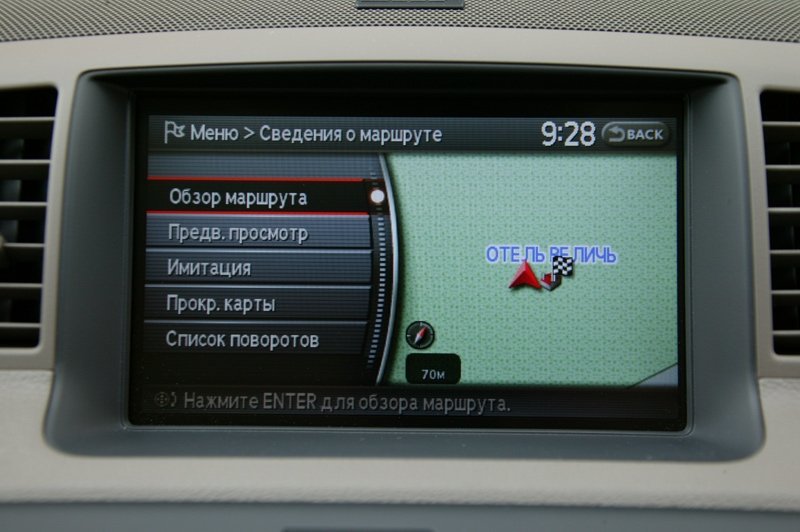 Меню > Сведения о маршруте
9:28
BACK
Обзор маршрута
Предв. просмотр
Имитация
Прокр. карты
Список поворотов
ОТЕЛЬ ВЕЛИЧЬ
70м
Нажмите ENTER для обзора маршрута.